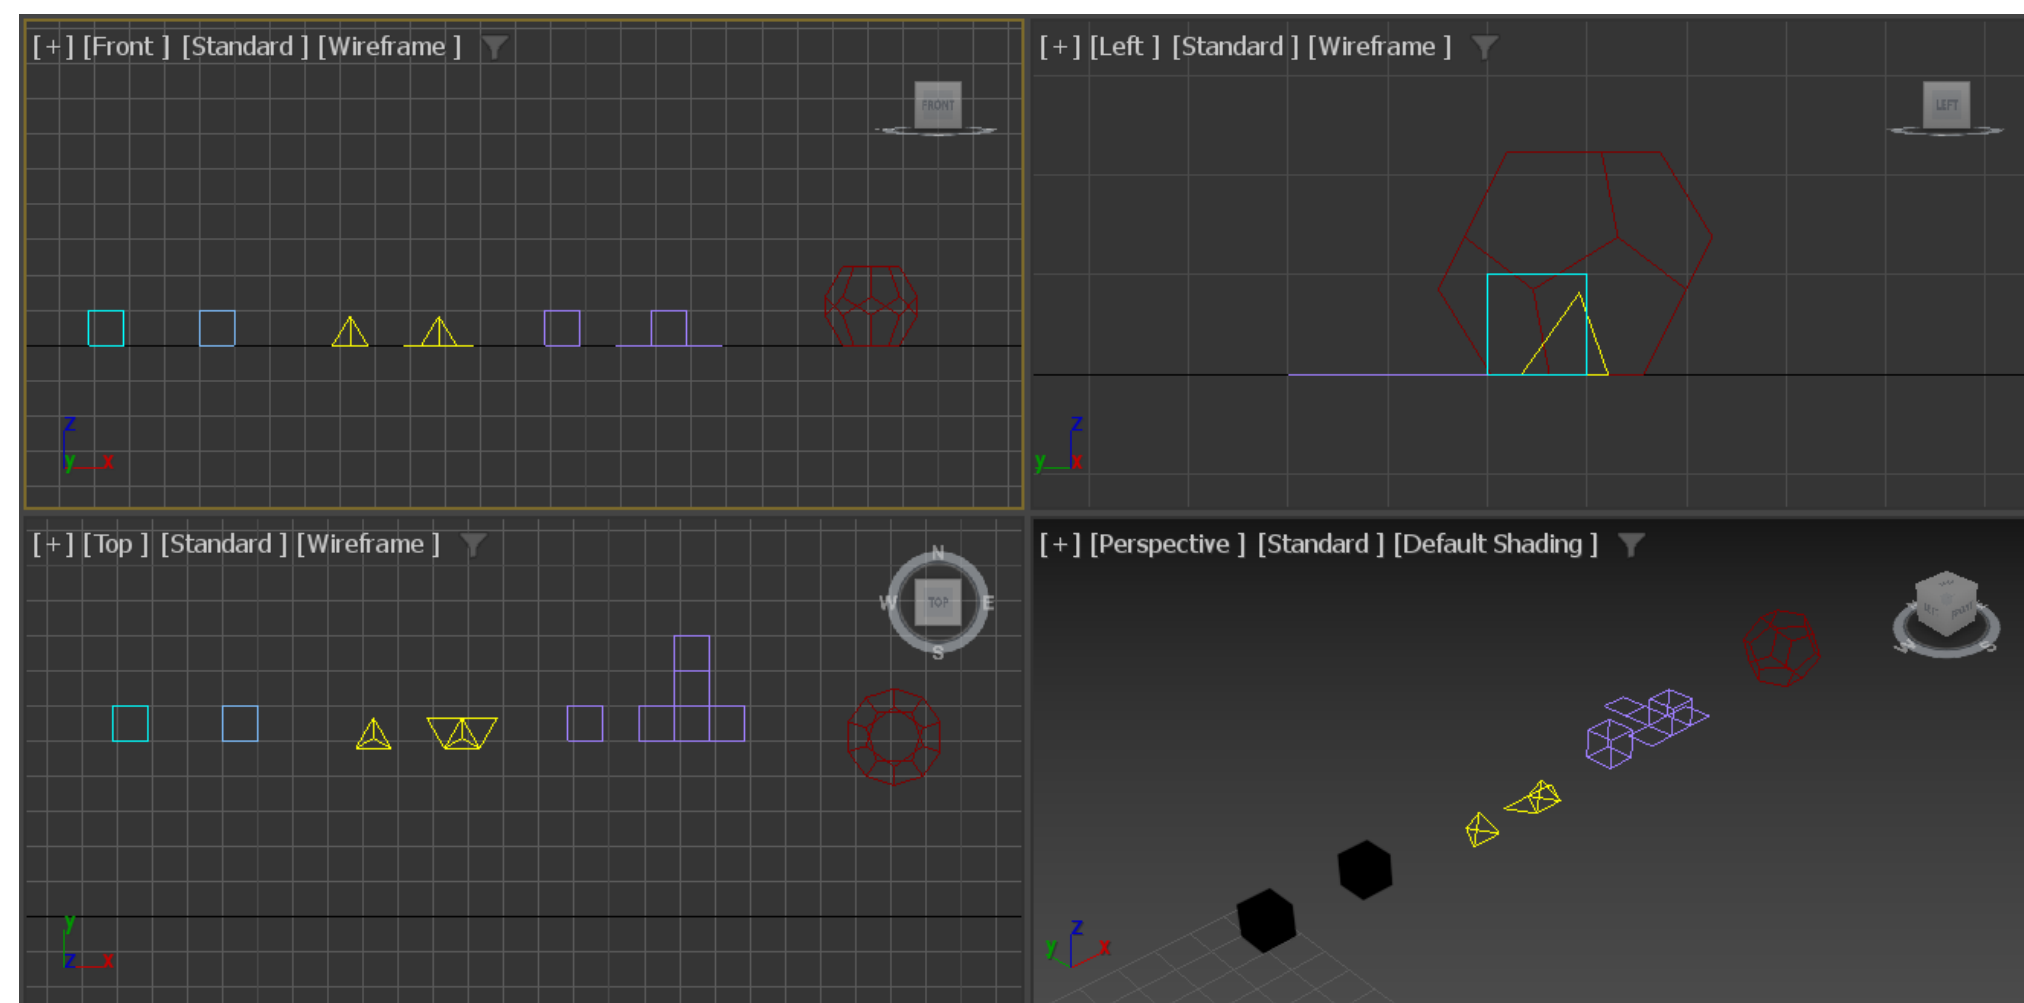 [+] [Front ] [Standard ] [Wireframe ]
FRONT
z
y x
[+] [Left ] [Standard ] [Wireframe ]
LEFT
z
y x
[+] [Top ] [Standard ] [Wireframe ]
N
W TOP E
S
y
z x
[+] [Perspective ] [Standard ] [Default Shading ]
z
y x